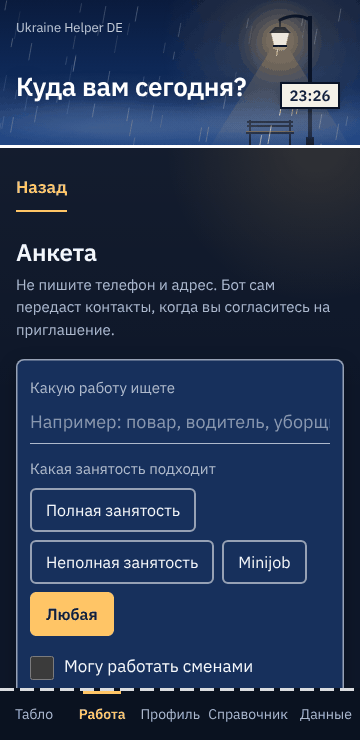 Ukraine Helper DE
Куда вам сегодня?
23:26
Назад
Анкета
Не пишите телефон и адрес. Бот сам
передаст контакты, когда вы согласитесь на
приглашение.
Какую работу ищете
Например: повар, водитель, уборщ
Какая занятость подходит
Полная занятость
Неполная занятость Minijob
Любая
Могу работать сменами
Табло Работа Профиль Справочник Данные